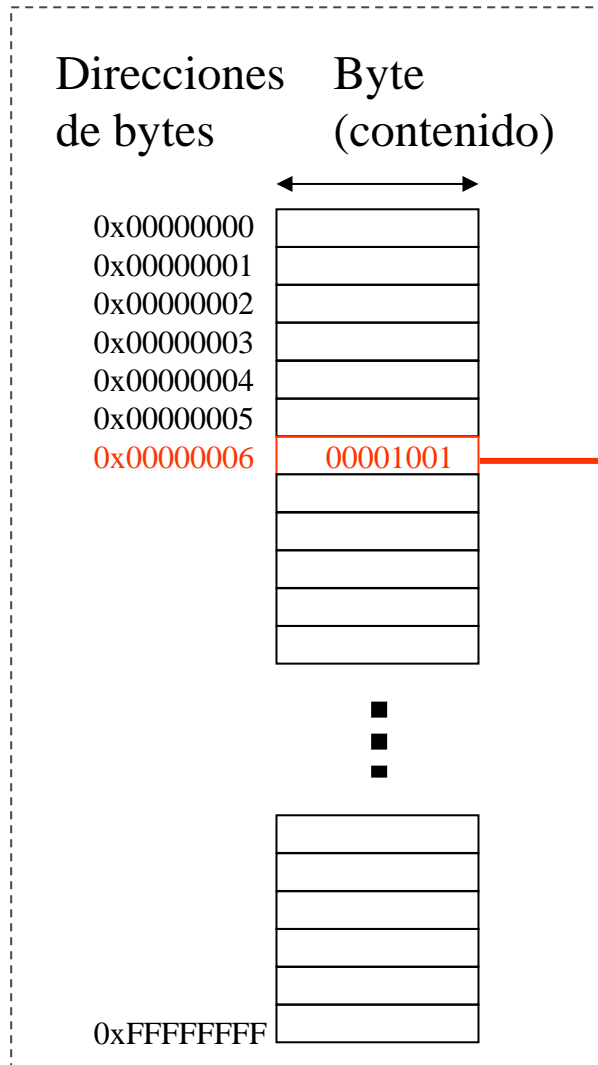 Direcciones Byte
de bytes (contenido)
0x00000000
0x00000001
0x00000002
0x00000003
0x00000004
0x00000005
0x00000006 00001001
0xFFFFFFFF